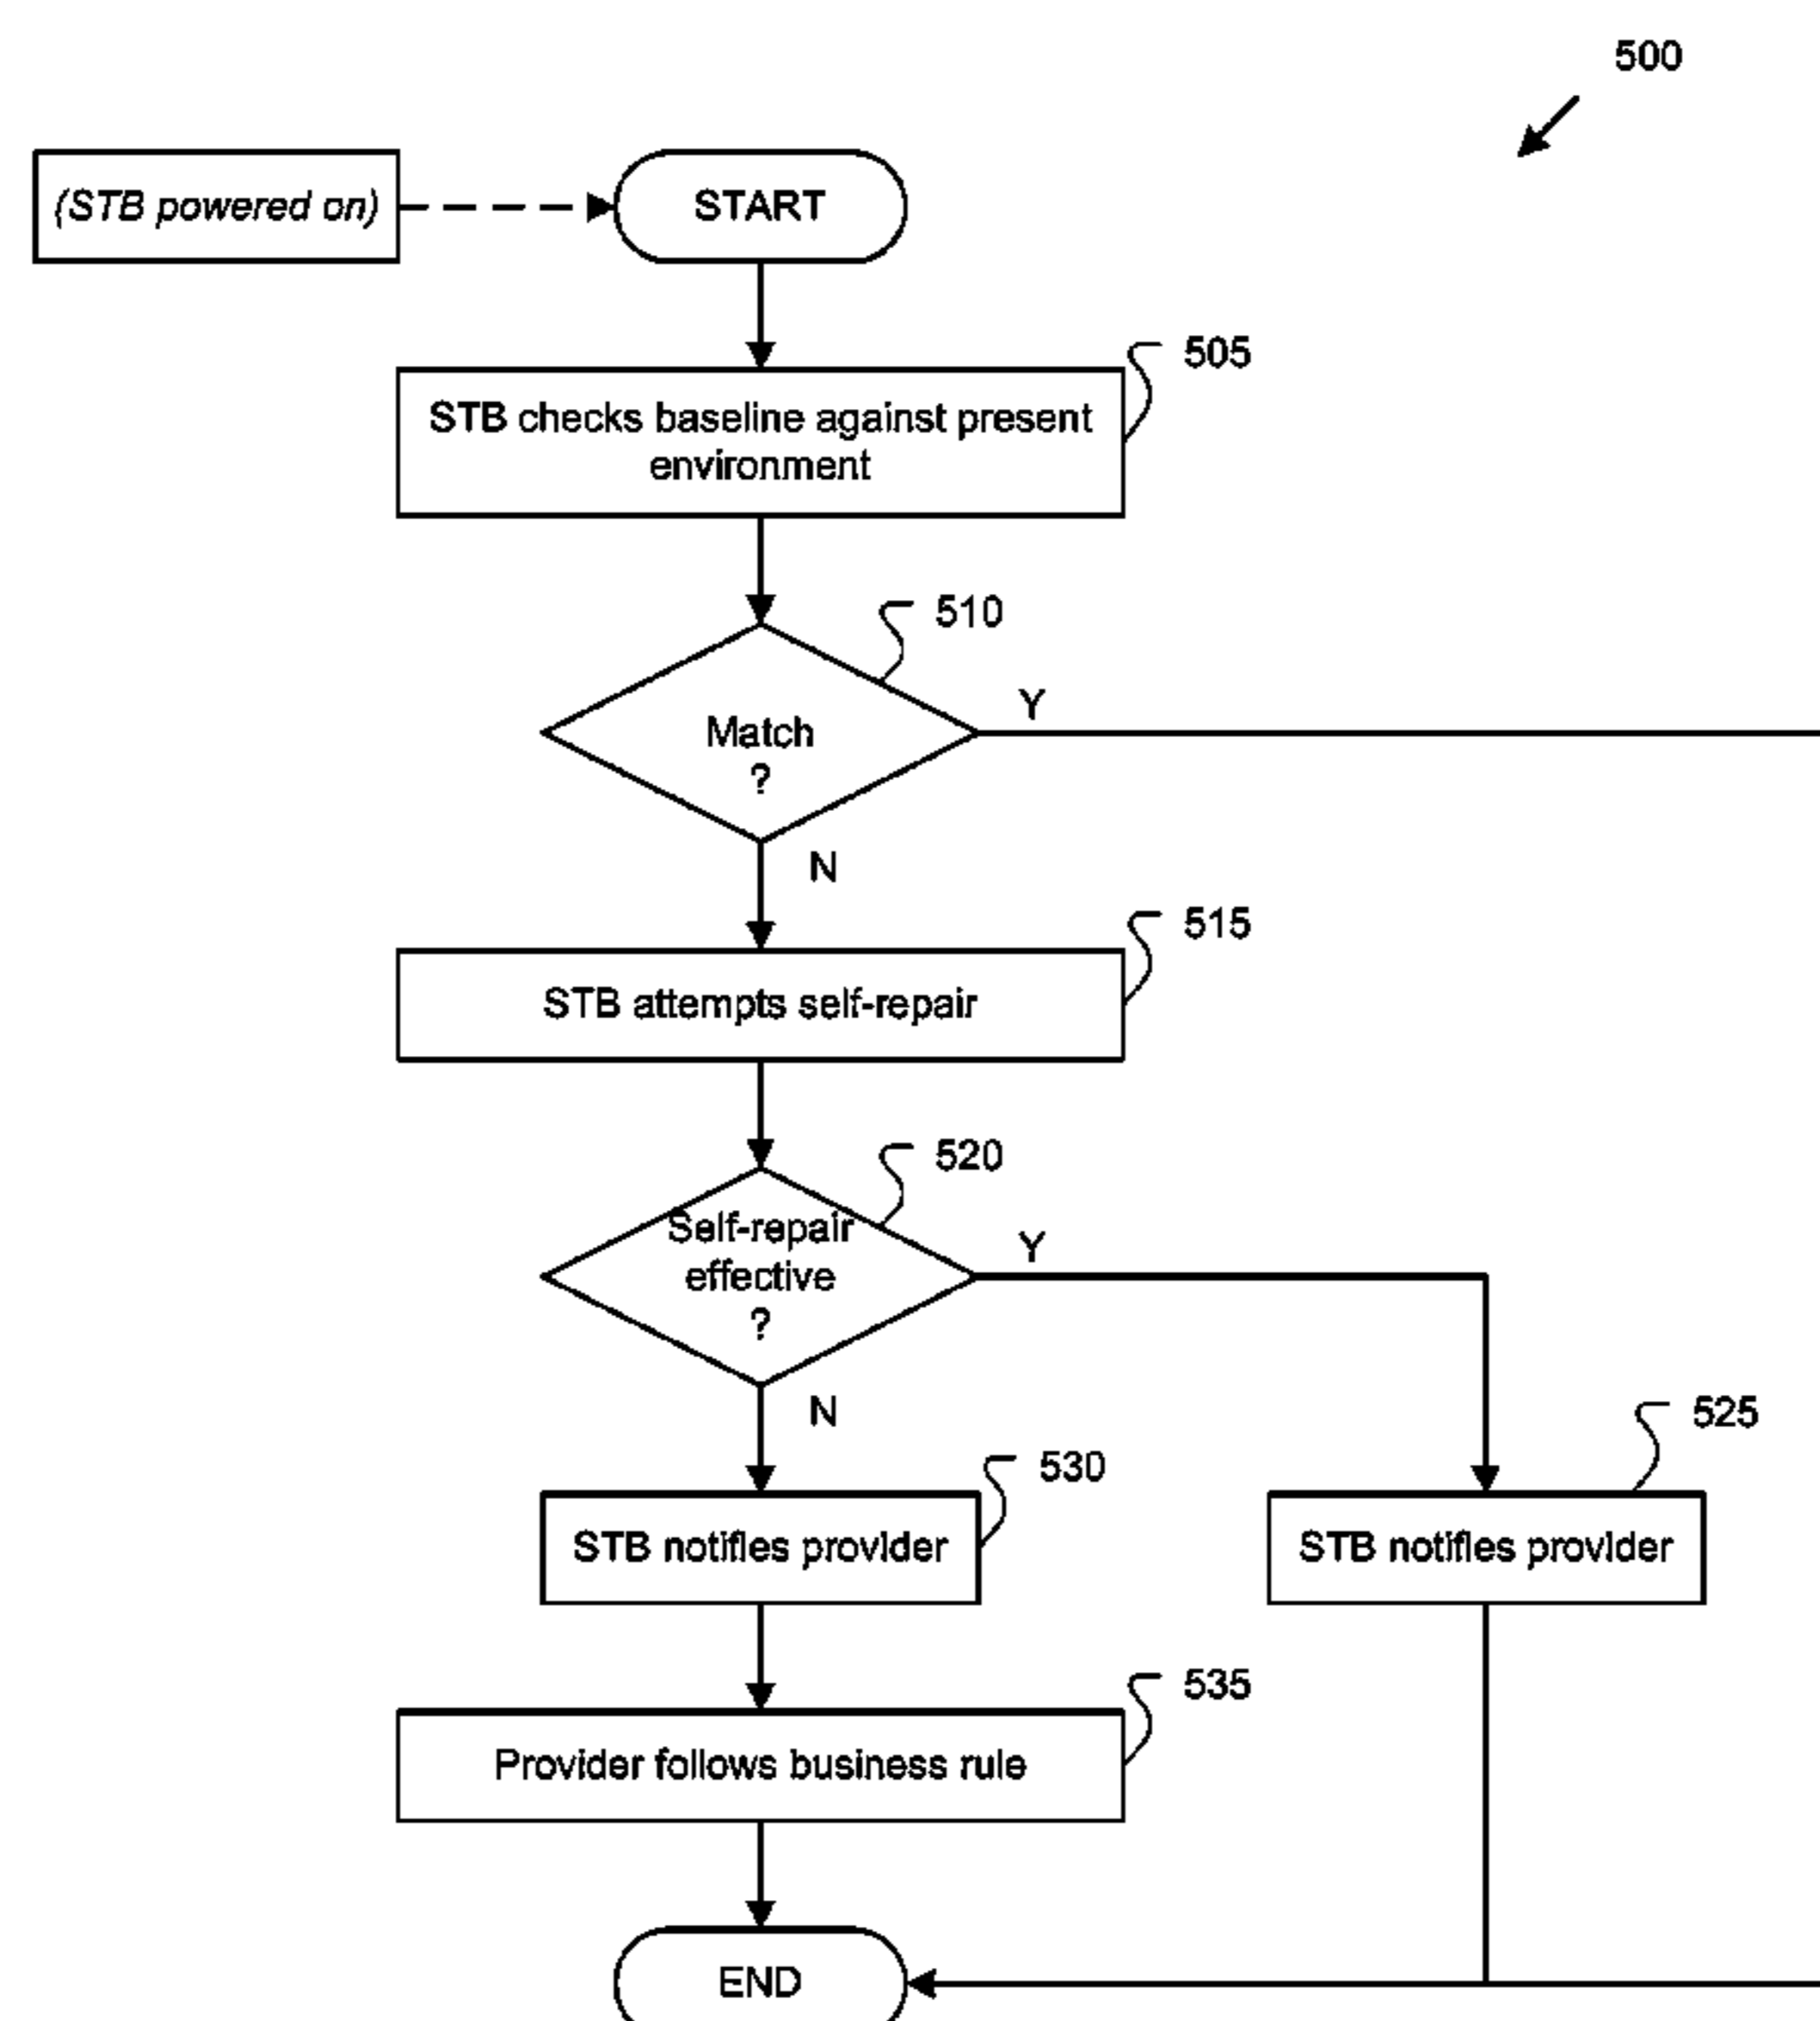 500
(STB powered on)
START
505
STB checks baseline against present
environment
510
Match
?
Y
N
515
STB attempts self-repair
520
Self-repair
effective
?
Y
N
525
530
STB notifies provider
STB notifies provider
535
Provider follows business rule
END